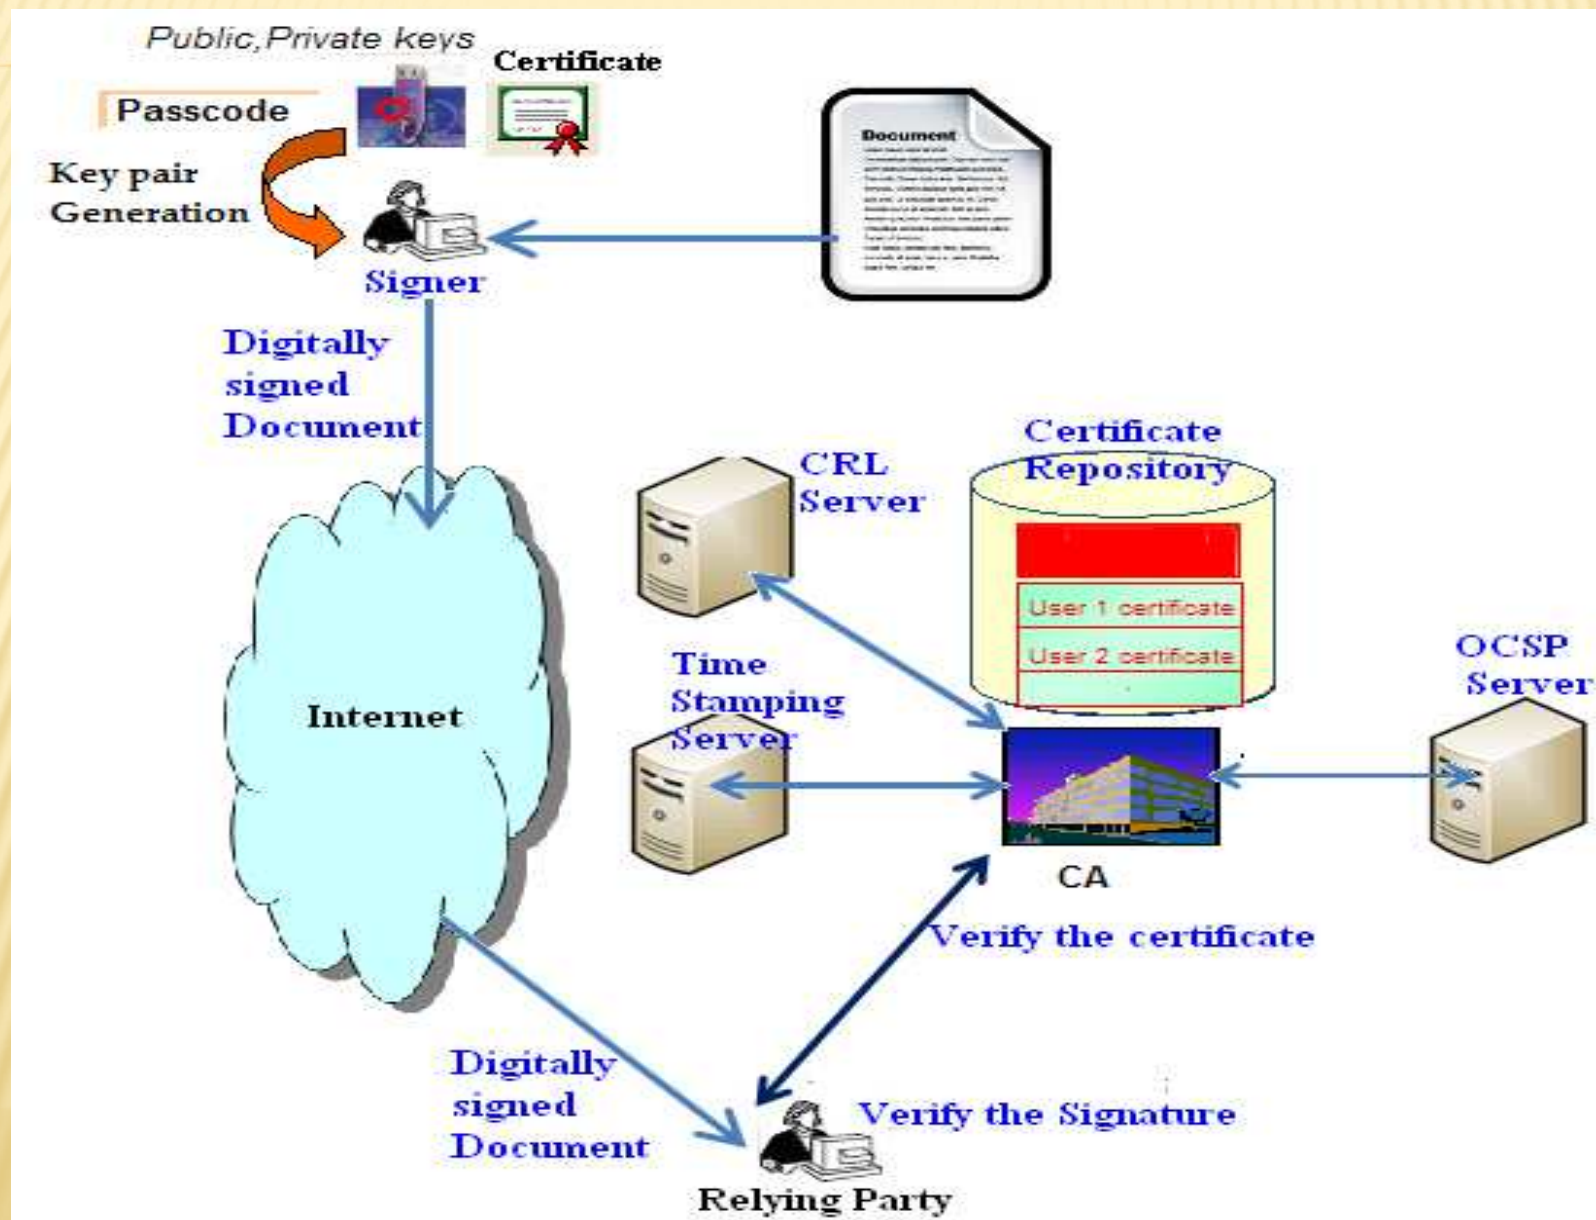 Public,Private keys
Certificate
Passcode
Key pair
Generation
Document
Signer
Digitally
signed
Document
Certificate
Repository
CRL
Server
User 1 certificate
User 2 certificate
OCSP
Server
Time
Stamping
Server
Internet
CA
Verify the certificate
Digitally
signed
Document
Verify the Signature
Relying Party